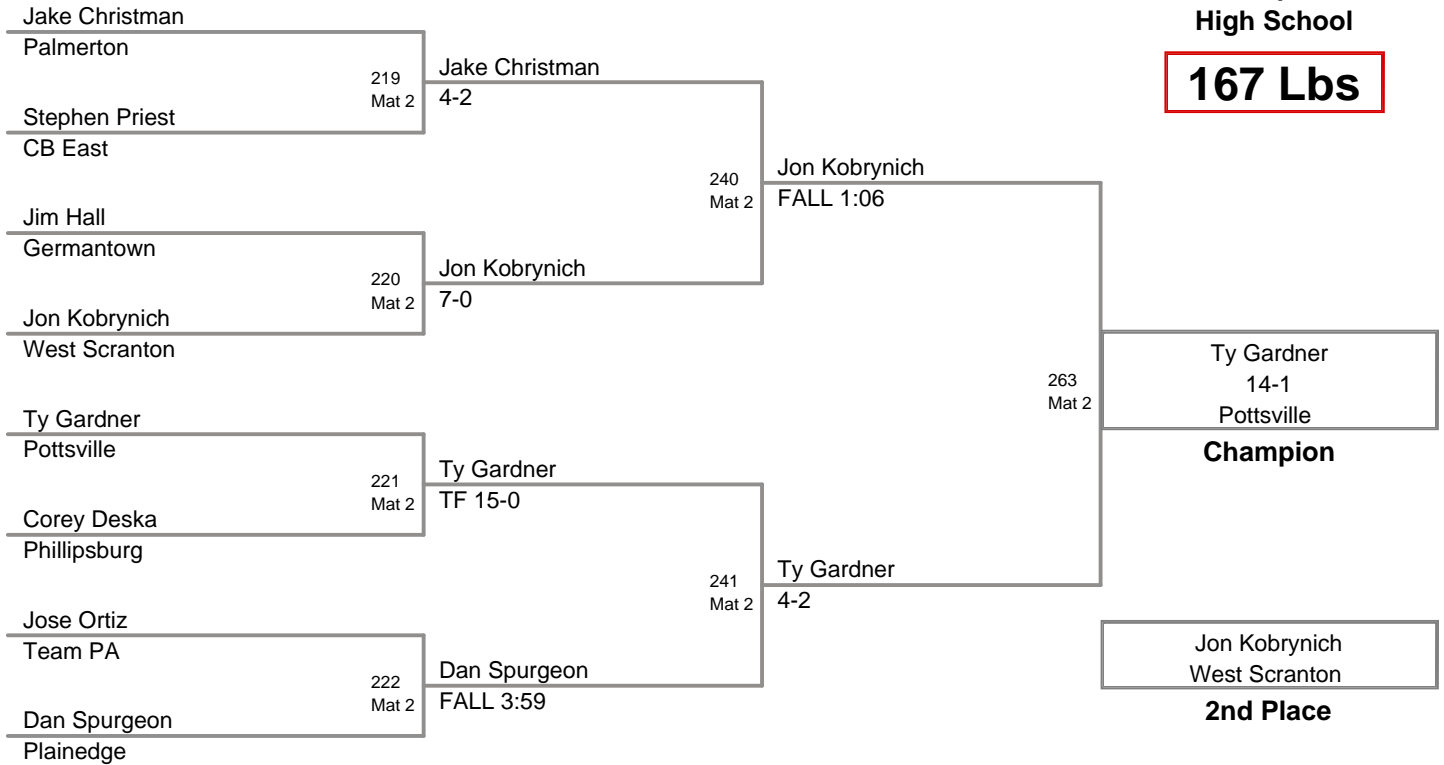 High School
167 Lbs
Jake Christman
Palmerton
219
Mat 2
Stephen Priest
CB East
Jake Christman
4-2
Jim Hall
Germantown
220
Mat 2
Jon Kobrynich
West Scranton
Jon Kobrynich
7-0
240
Mat 2
Jon Kobrynich
FALL 1:06
Ty Gardner
Pottsville
221
Mat 2
Corey Deska
Phillipsburg
Ty Gardner
TF 15-0
Jose Ortiz
Team PA
222
Mat 2
Dan Spurgeon
Plainedge
Dan Spurgeon
FALL 3:59
241
Mat 2
Ty Gardner
4-2
263
Mat 2
Ty Gardner
14-1
Pottsville
Champion
Jon Kobrynich
West Scranton
2nd Place